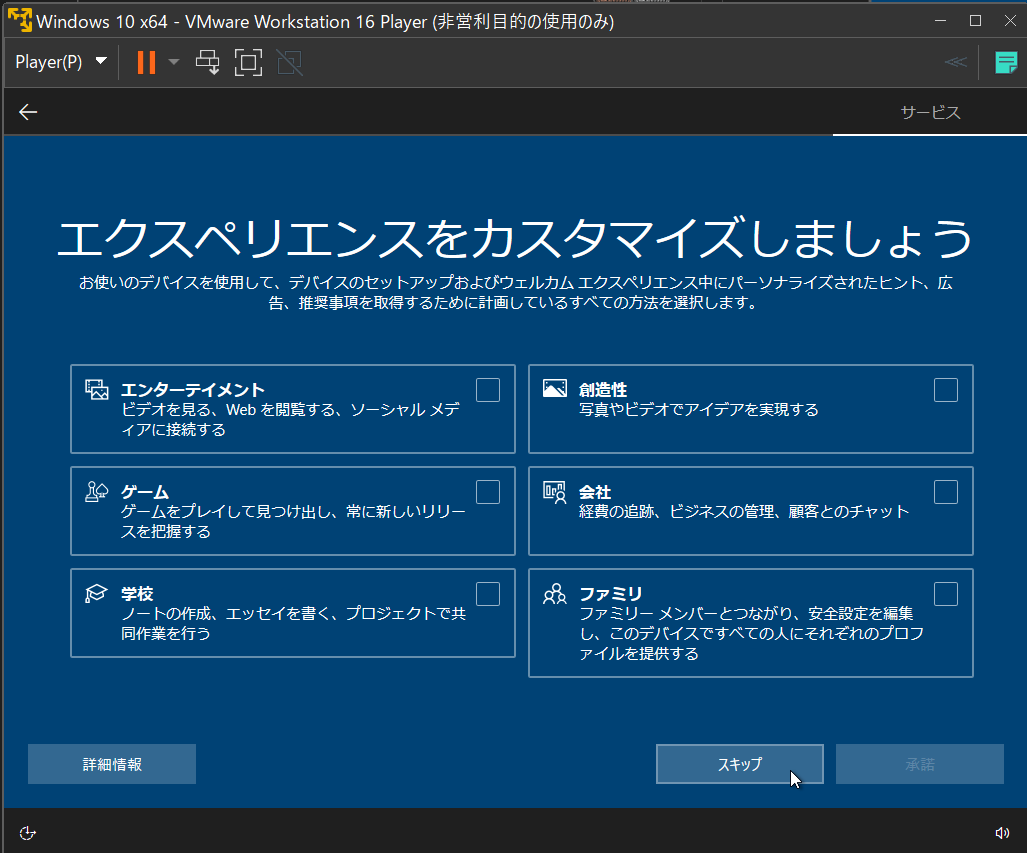 Windows 10 x64 - VMware Workstation 16 Player (非営利目的の使用のみ)
Player(P)
サービス
エクスペリエンスをカスタマイズしましょう
お使いのデバイスを使用して、デバイスのセットアップおよびウェルカム エクスペリエンス中にパーソナライズされたヒント、広
告、推奨事項を取得するために計画しているすべての方法を選択します。
エンターテイメント
ビデオを見る、Web を閲覧する、ソーシャル メデ
ィアに接続する
創造性
写真やビデオでアイデアを実現する
ゲーム
ゲームをプレイして見つけ出し、常に新しいリリー
スを把握する
会社
経費の追跡、ビジネスの管理、顧客とのチャット
学校
ノートの作成、エッセイを書く、プロジェクトで共
同作業を行う
ファミリ
ファミリー メンバーとつながり、安全設定を編集
し、このデバイスですべての人にそれぞれのプロフ
ァイルを提供する
詳細情報
スキップ
承諾